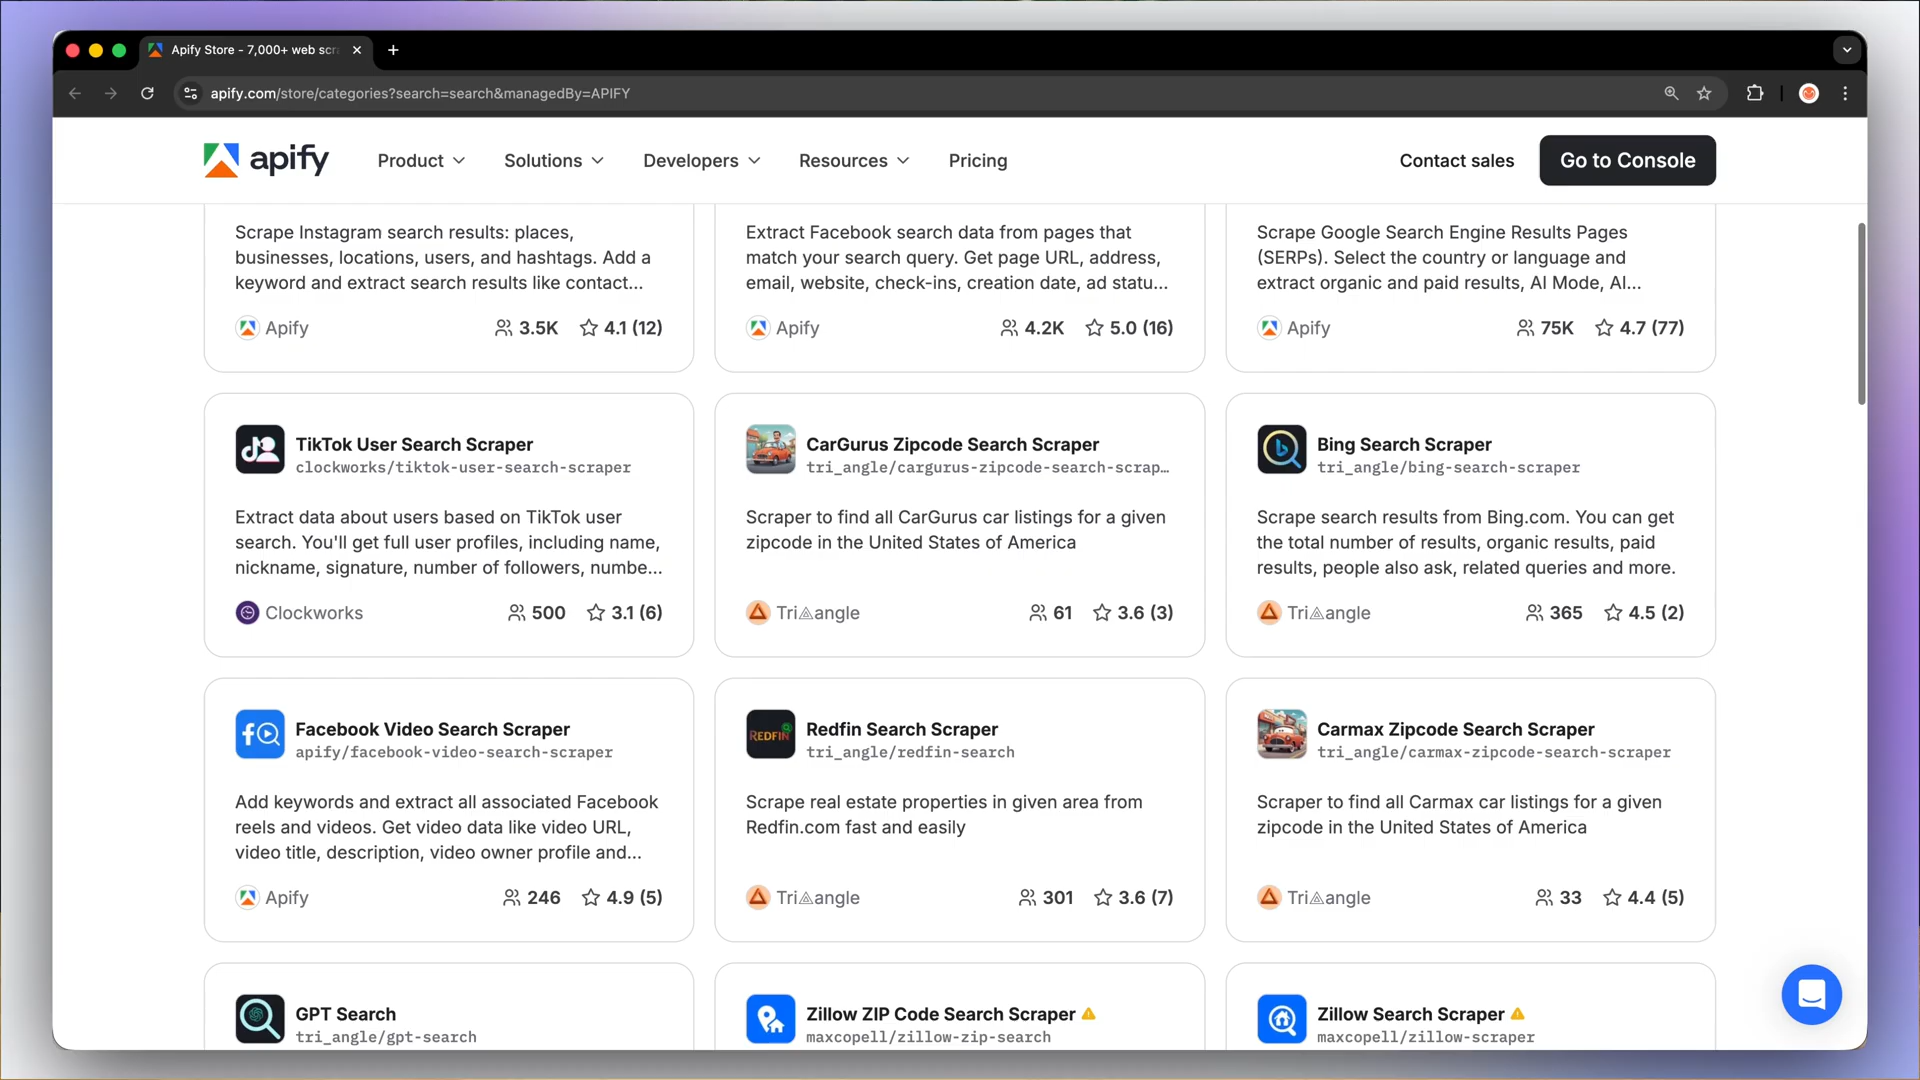 Apify Store - 7,000+ web scr
apify.com/store/categories?search=search&managedBy=APIFY
apify
Product
Solutions
Developers
Resources
Pricing
Contact sales
Go to Console
Scrape Instagram search results: places,
businesses, locations, users, and hashtags. Add a
keyword and extract search results like contact...
Apify
3.5K
4.1 (12)
Extract Facebook search data from pages that
match your search query. Get page URL, address,
email, website, check-ins, creation date, ad statu...
Apify
4.2K
5.0 (16)
Scrape Google Search Engine Results Pages
(SERPs). Select the country or language and
extract organic and paid results, AI Mode, AI...
Apify
75K
4.7 (77)
TikTok User Search Scraper
clockworks/tiktok-user-search-scraper
Extract data about users based on TikTok user
search. You'll get full user profiles, including name,
nickname, signature, number of followers, numbe...
Clockworks
500
3.1 (6)
CarGurus Zipcode Search Scraper
tri_angle/cargurus-zipcode-search-scrap…
Scraper to find all CarGurus car listings for a given
zipcode in the United States of America
Tri◬angle
61
3.6 (3)
Bing Search Scraper
tri_angle/bing-search-scraper
Scrape search results from Bing.com. You can get
the total number of results, organic results, paid
results, people also ask, related queries and more.
Tri◬angle
365
4.5 (2)
Facebook Video Search Scraper
apify/facebook-video-search-scraper
Add keywords and extract all associated Facebook
reels and videos. Get video data like video URL,
video title, description, video owner profile and...
Apify
246
4.9 (5)
REDFIN
Redfin Search Scraper
tri_angle/redfin-search
Scrape real estate properties in given area from
Redfin.com fast and easily
Tri◬angle
301
3.6 (7)
Carmax Zipcode Search Scraper
tri_angle/carmax-zipcode-search-scraper
Scraper to find all Carmax car listings for a given
zipcode in the United States of America
Tri◬angle
33
4.4 (5)
GPT Search
tri_angle/gpt-search
Zillow ZIP Code Search Scraper
maxcopell/zillow-zip-search
Zillow Search Scraper
maxcopell/zillow-scraper